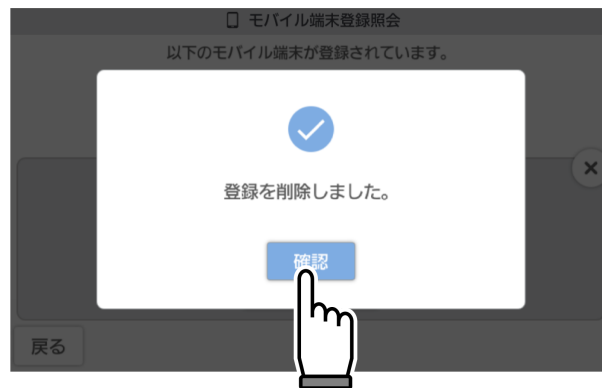 モバイル端末登録照会
以下のモバイル端末が登録されています。
登録を削除しました。
確認
戻る